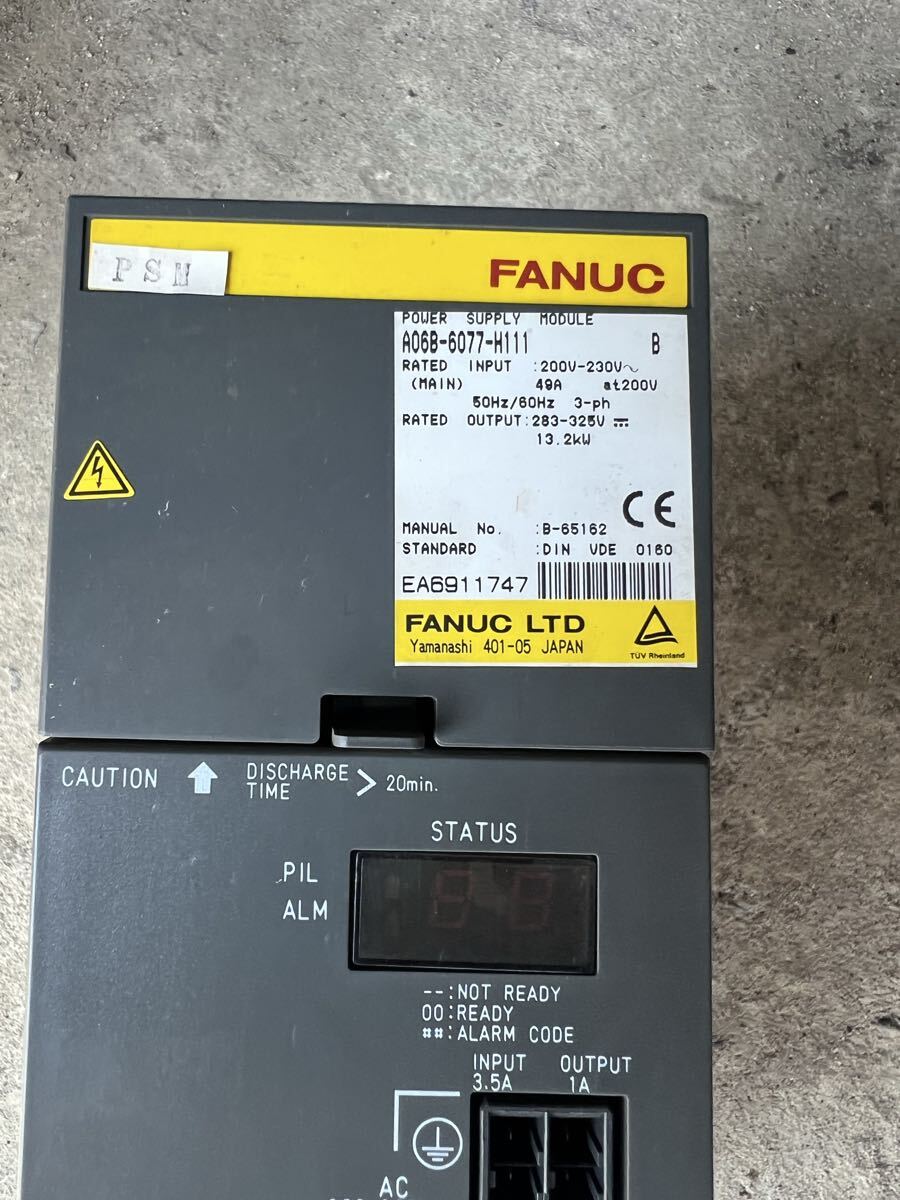 PSM
FANUC
POWER SUPPLY MODULE
A06B-6077-H111 B
RATED INPUT :200V-230V~
(MAIN) 49A at200V
50Hz/60Hz 3-ph
RATED OUTPUT:283-325V ⎓
13.2kW
CE
MANUAL No. :B-65162
STANDARD :DIN VDE 0160
EA6911747
FANUC LTD
Yamanashi 401-05 JAPAN
TÜV Rheinland
CAUTION ⬆ DISCHARGE TIME > 20min.
STATUS
PIL
ALM
--:NOT READY
00:READY
##:ALARM CODE
INPUT OUTPUT
3.5A 1A
AC